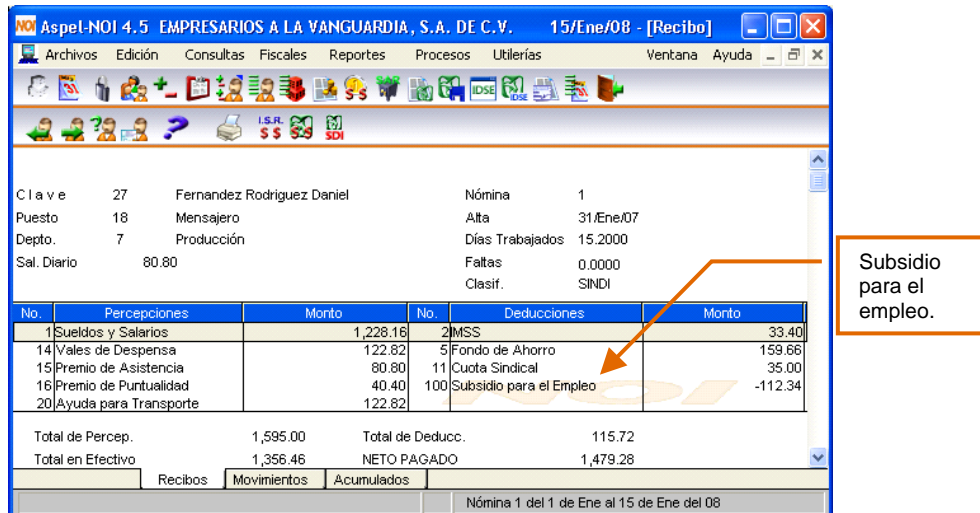 NOI Aspel-NOI 4.5 EMPRESARIOS A LA VANGUARDIA, S.A. DE C.V. 15/Ene/08 - [Recibo]
Archivos Edición Consultas Fiscales Reportes Procesos Utilerías Ventana Ayuda
IDSE IDSE
I.S.R. $ $ S/S SDI
Clave 27 Fernandez Rodriguez Daniel Nómina 1
Puesto 18 Mensajero Alta 31/Ene/07
Depto. 7 Producción Días Trabajados 15.2000
Sal. Diario 80.80 Faltas 0.0000
Clasif. SINDI
No. Percepciones Monto No. Deducciones Monto
1 Sueldos y Salarios 1,228.16 2 IMSS 33.40
14 Vales de Despensa 122.82 5 Fondo de Ahorro 159.66
15 Premio de Asistencia 80.80 11 Cuota Sindical 35.00
16 Premio de Puntualidad 40.40 100 Subsidio para el Empleo -112.34
20 Ayuda para Transporte 122.82
NOI
Total de Percep. 1,595.00 Total de Deducc. 115.72
Total en Efectivo 1,356.46 NETO PAGADO 1,479.28
Recibos Movimientos Acumulados
Nómina 1 del 1 de Ene al 15 de Ene del 08
Subsidio
para el
empleo.